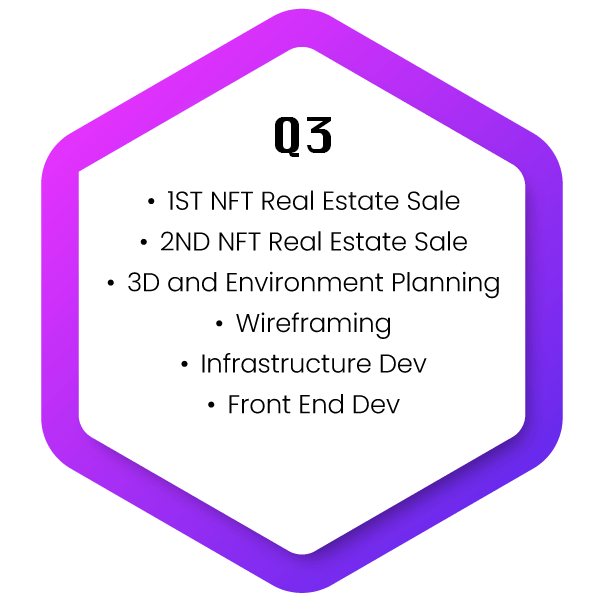 Q3
• 1ST NFT Real Estate Sale
• 2ND NFT Real Estate Sale
• 3D and Environment Planning
• Wireframing
• Infrastructure Dev
• Front End Dev